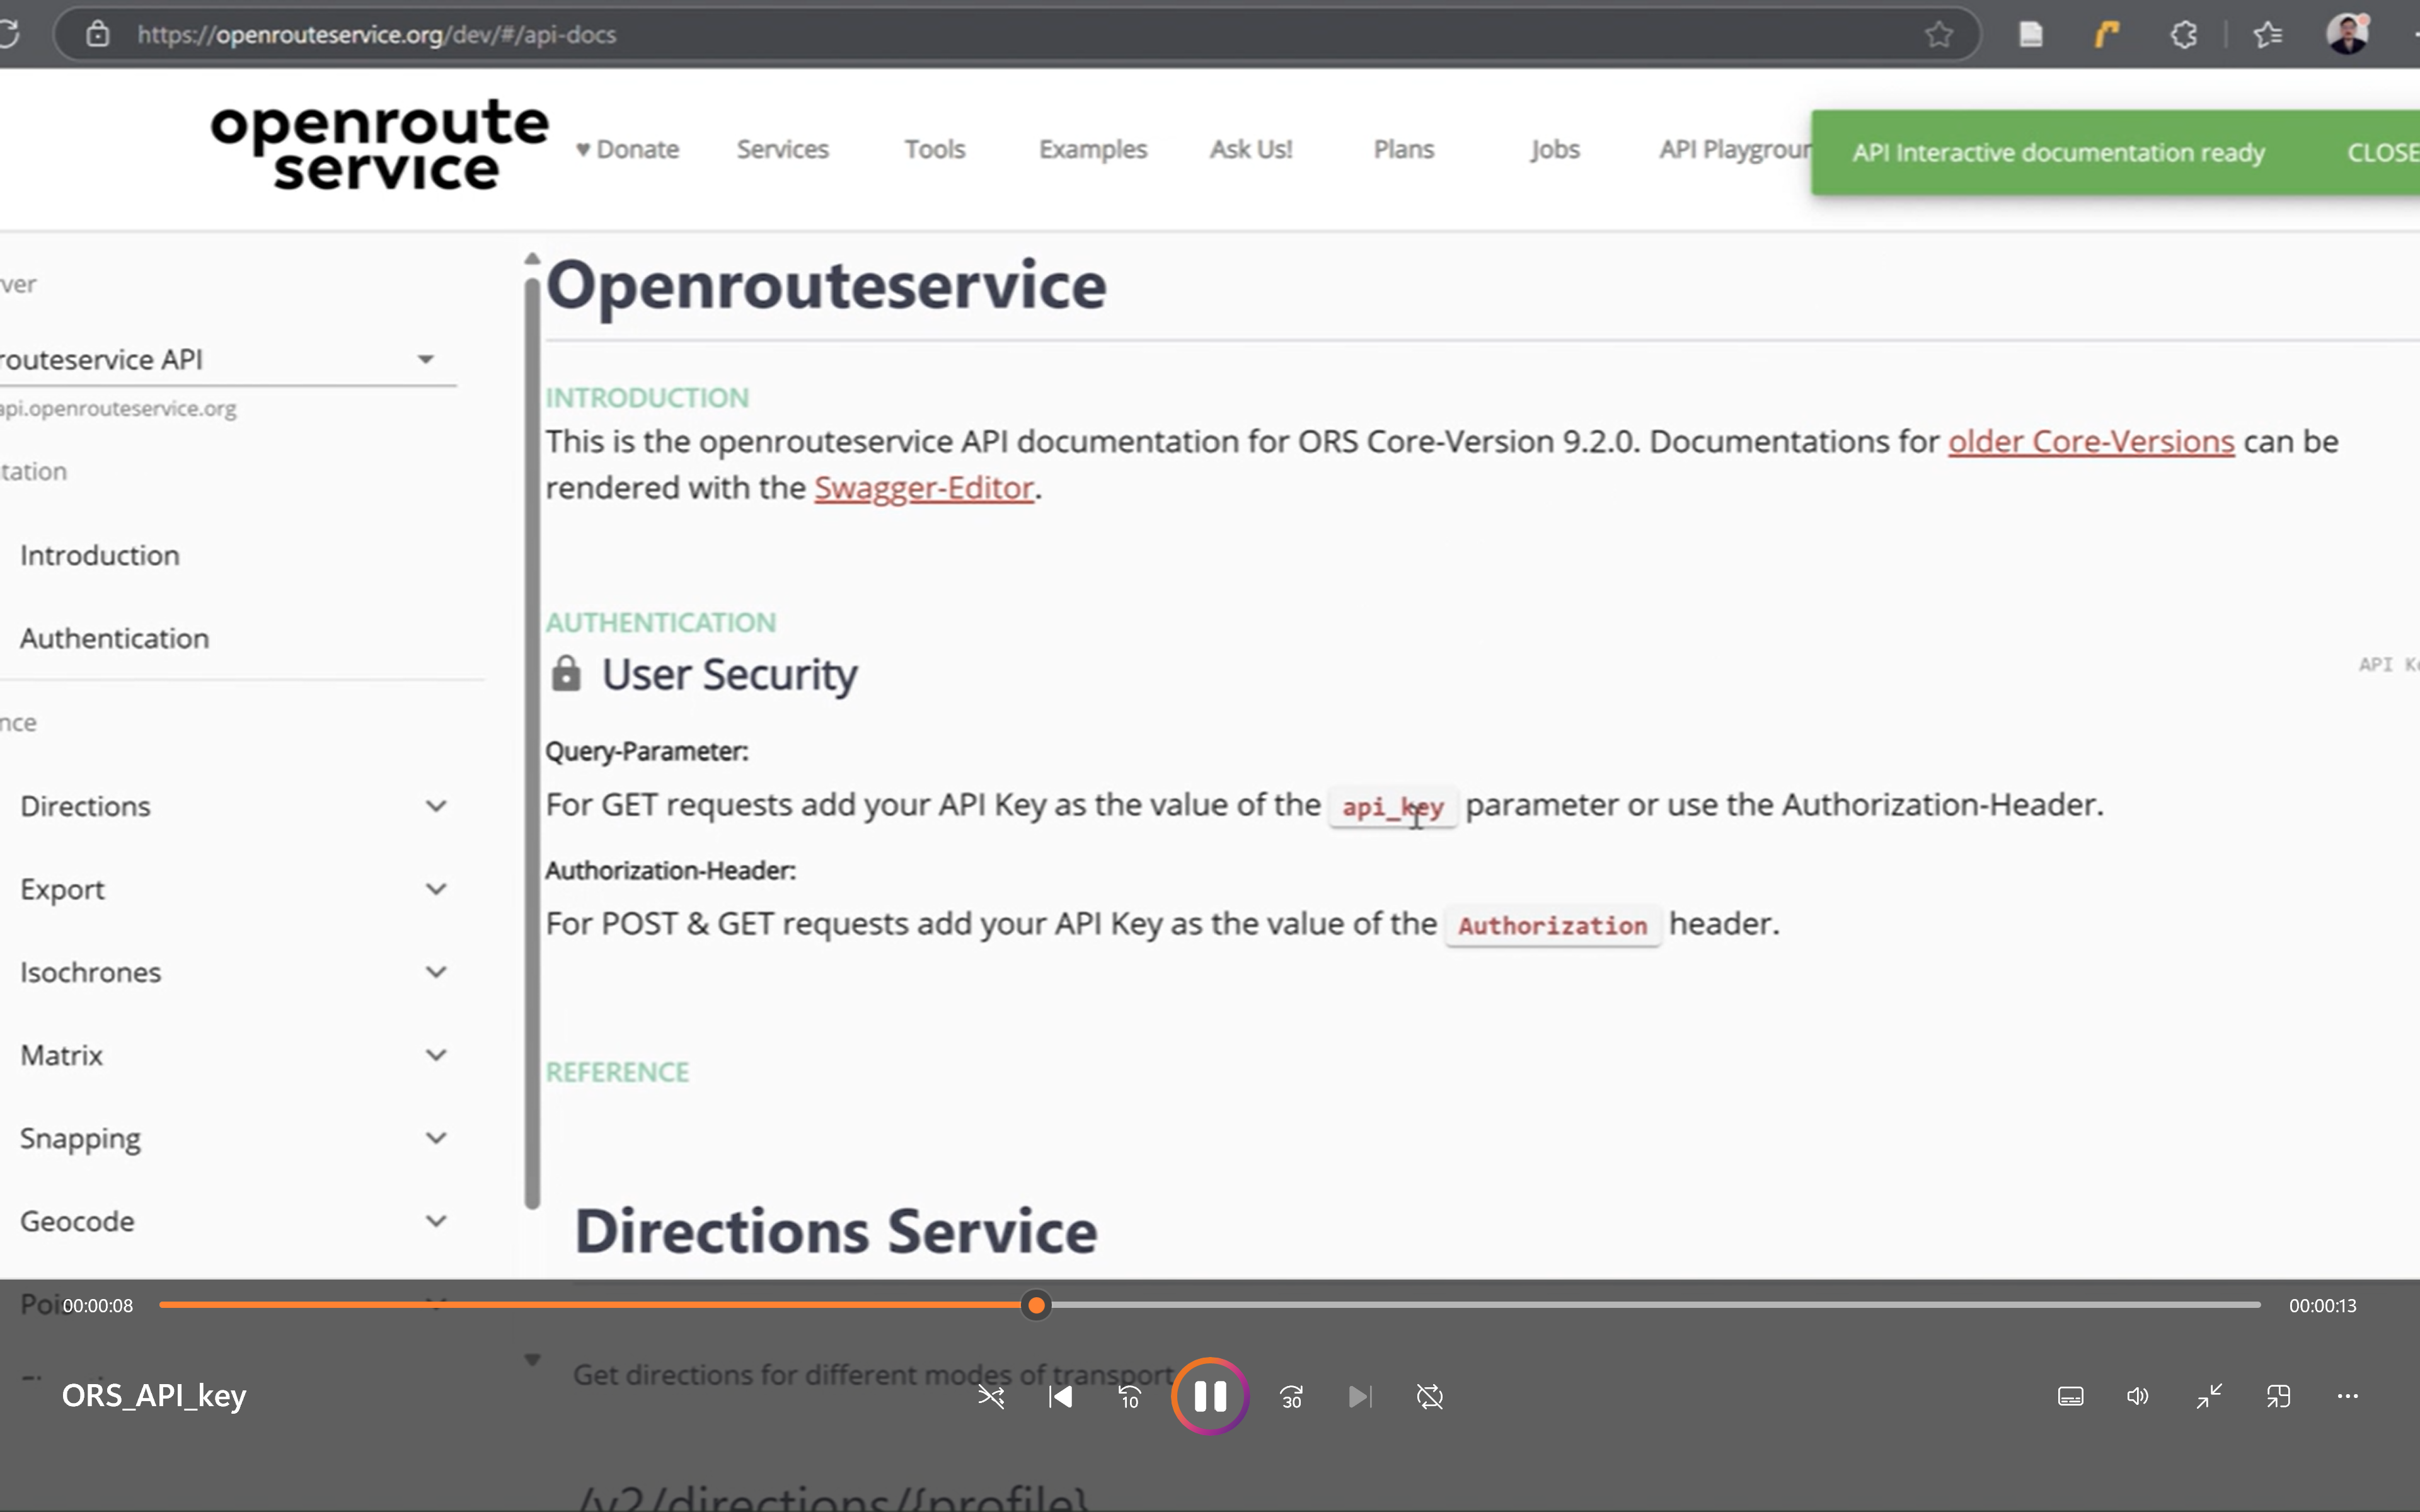 https://openrouteservice.org/dev/#/api-docs
openroute
service
♥ Donate
Services
Tools
Examples
Ask Us!
Plans
Jobs
API Playgroun
API Interactive documentation ready
CLOSE
ver
routeservice API
api.openrouteservice.org
tation
Introduction
Authentication
nce
Directions
Export
Isochrones
Matrix
Snapping
Geocode
Openrouteservice
INTRODUCTION
This is the openrouteservice API documentation for ORS Core-Version 9.2.0. Documentations for older Core-Versions can be
rendered with the Swagger-Editor.
AUTHENTICATION
User Security
API Ke
Query-Parameter:
For GET requests add your API Key as the value of the api_key parameter or use the Authorization-Header.
Authorization-Header:
For POST & GET requests add your API Key as the value of the Authorization header.
REFERENCE
Directions Service
Poi
00:00:08
00:00:13
Get directions for different modes of transport
ORS_API_key
10
30
/v2/directions/{profile}